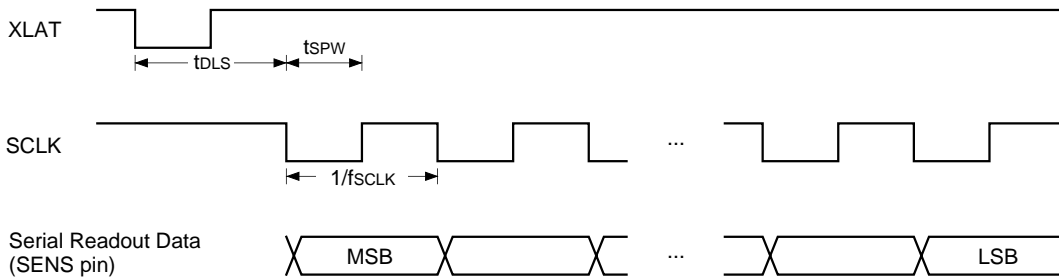 XLAT
tDLS
tSPW
SCLK
...
1/fSCLK
Serial Readout Data
(SENS pin)
MSB
...
LSB